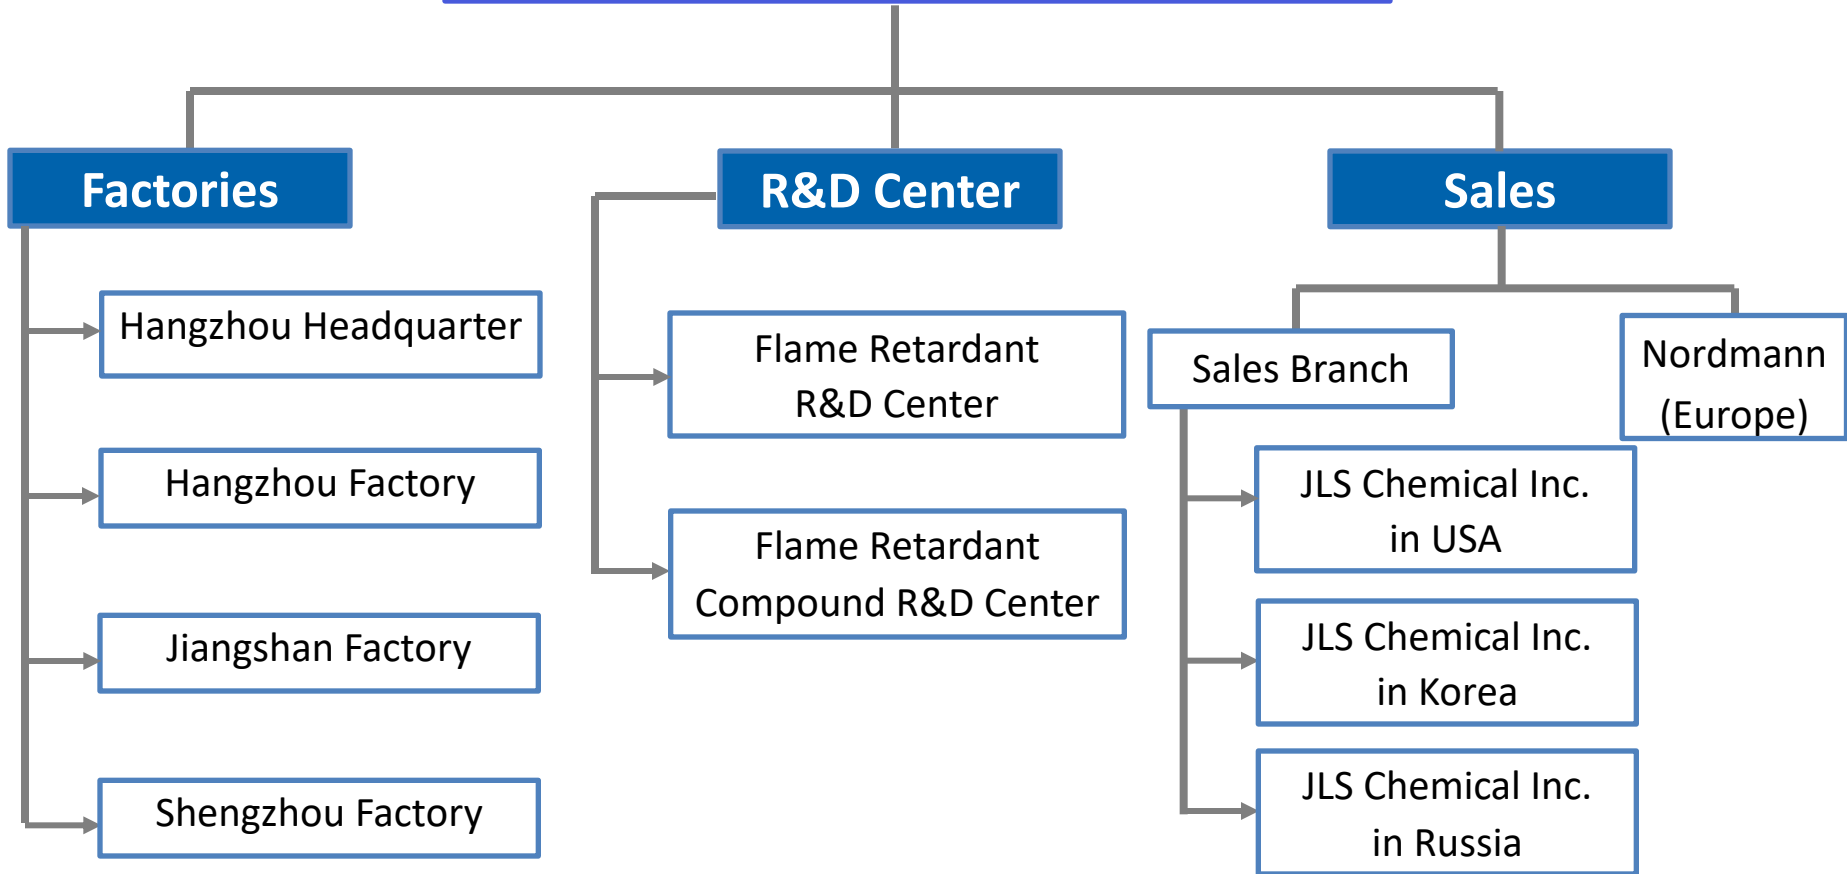 Factories
Hangzhou Headquarter
Hangzhou Factory
Jiangshan Factory
Shengzhou Factory
R&D Center
Flame Retardant
R&D Center
Flame Retardant
Compound R&D Center
Sales
Sales Branch
JLS Chemical Inc.
in USA
JLS Chemical Inc.
in Korea
JLS Chemical Inc.
in Russia
Nordmann
(Europe)